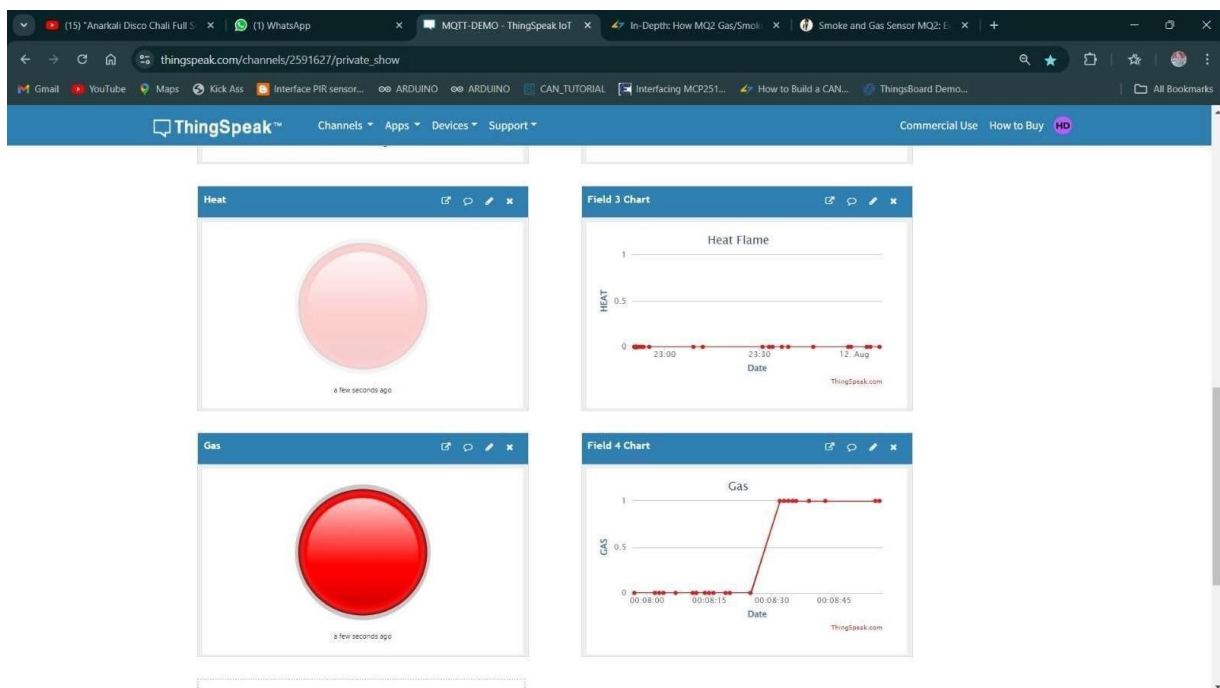 (15) "Anarkali Disco Chali Full S
(1) WhatsApp
MQTT-DEMO - ThingSpeak IoT
In-Depth: How MQ2 Gas/Smok
Smoke and Gas Sensor MQ2: E
thingspeak.com/channels/2591627/private_show
Gmail YouTube Maps Kick Ass Interface PIR sensor... ARDUINO ARDUINO CAN_TUTORIAL Interfacing MCP251... How to Build a CAN... ThingsBoard Demo... All Bookmarks
ThingSpeak™ Channels Apps Devices Support Commercial Use How to Buy HD
Heat
a few seconds ago
Field 3 Chart
Heat Flame
1
0.5
0
HEAT
23:00 23:30 12. Aug
Date
ThingSpeak.com
Gas
a few seconds ago
Field 4 Chart
Gas
1
0.5
0
GAS
00:08:00 00:08:15 00:08:30 00:08:45
Date
ThingSpeak.com